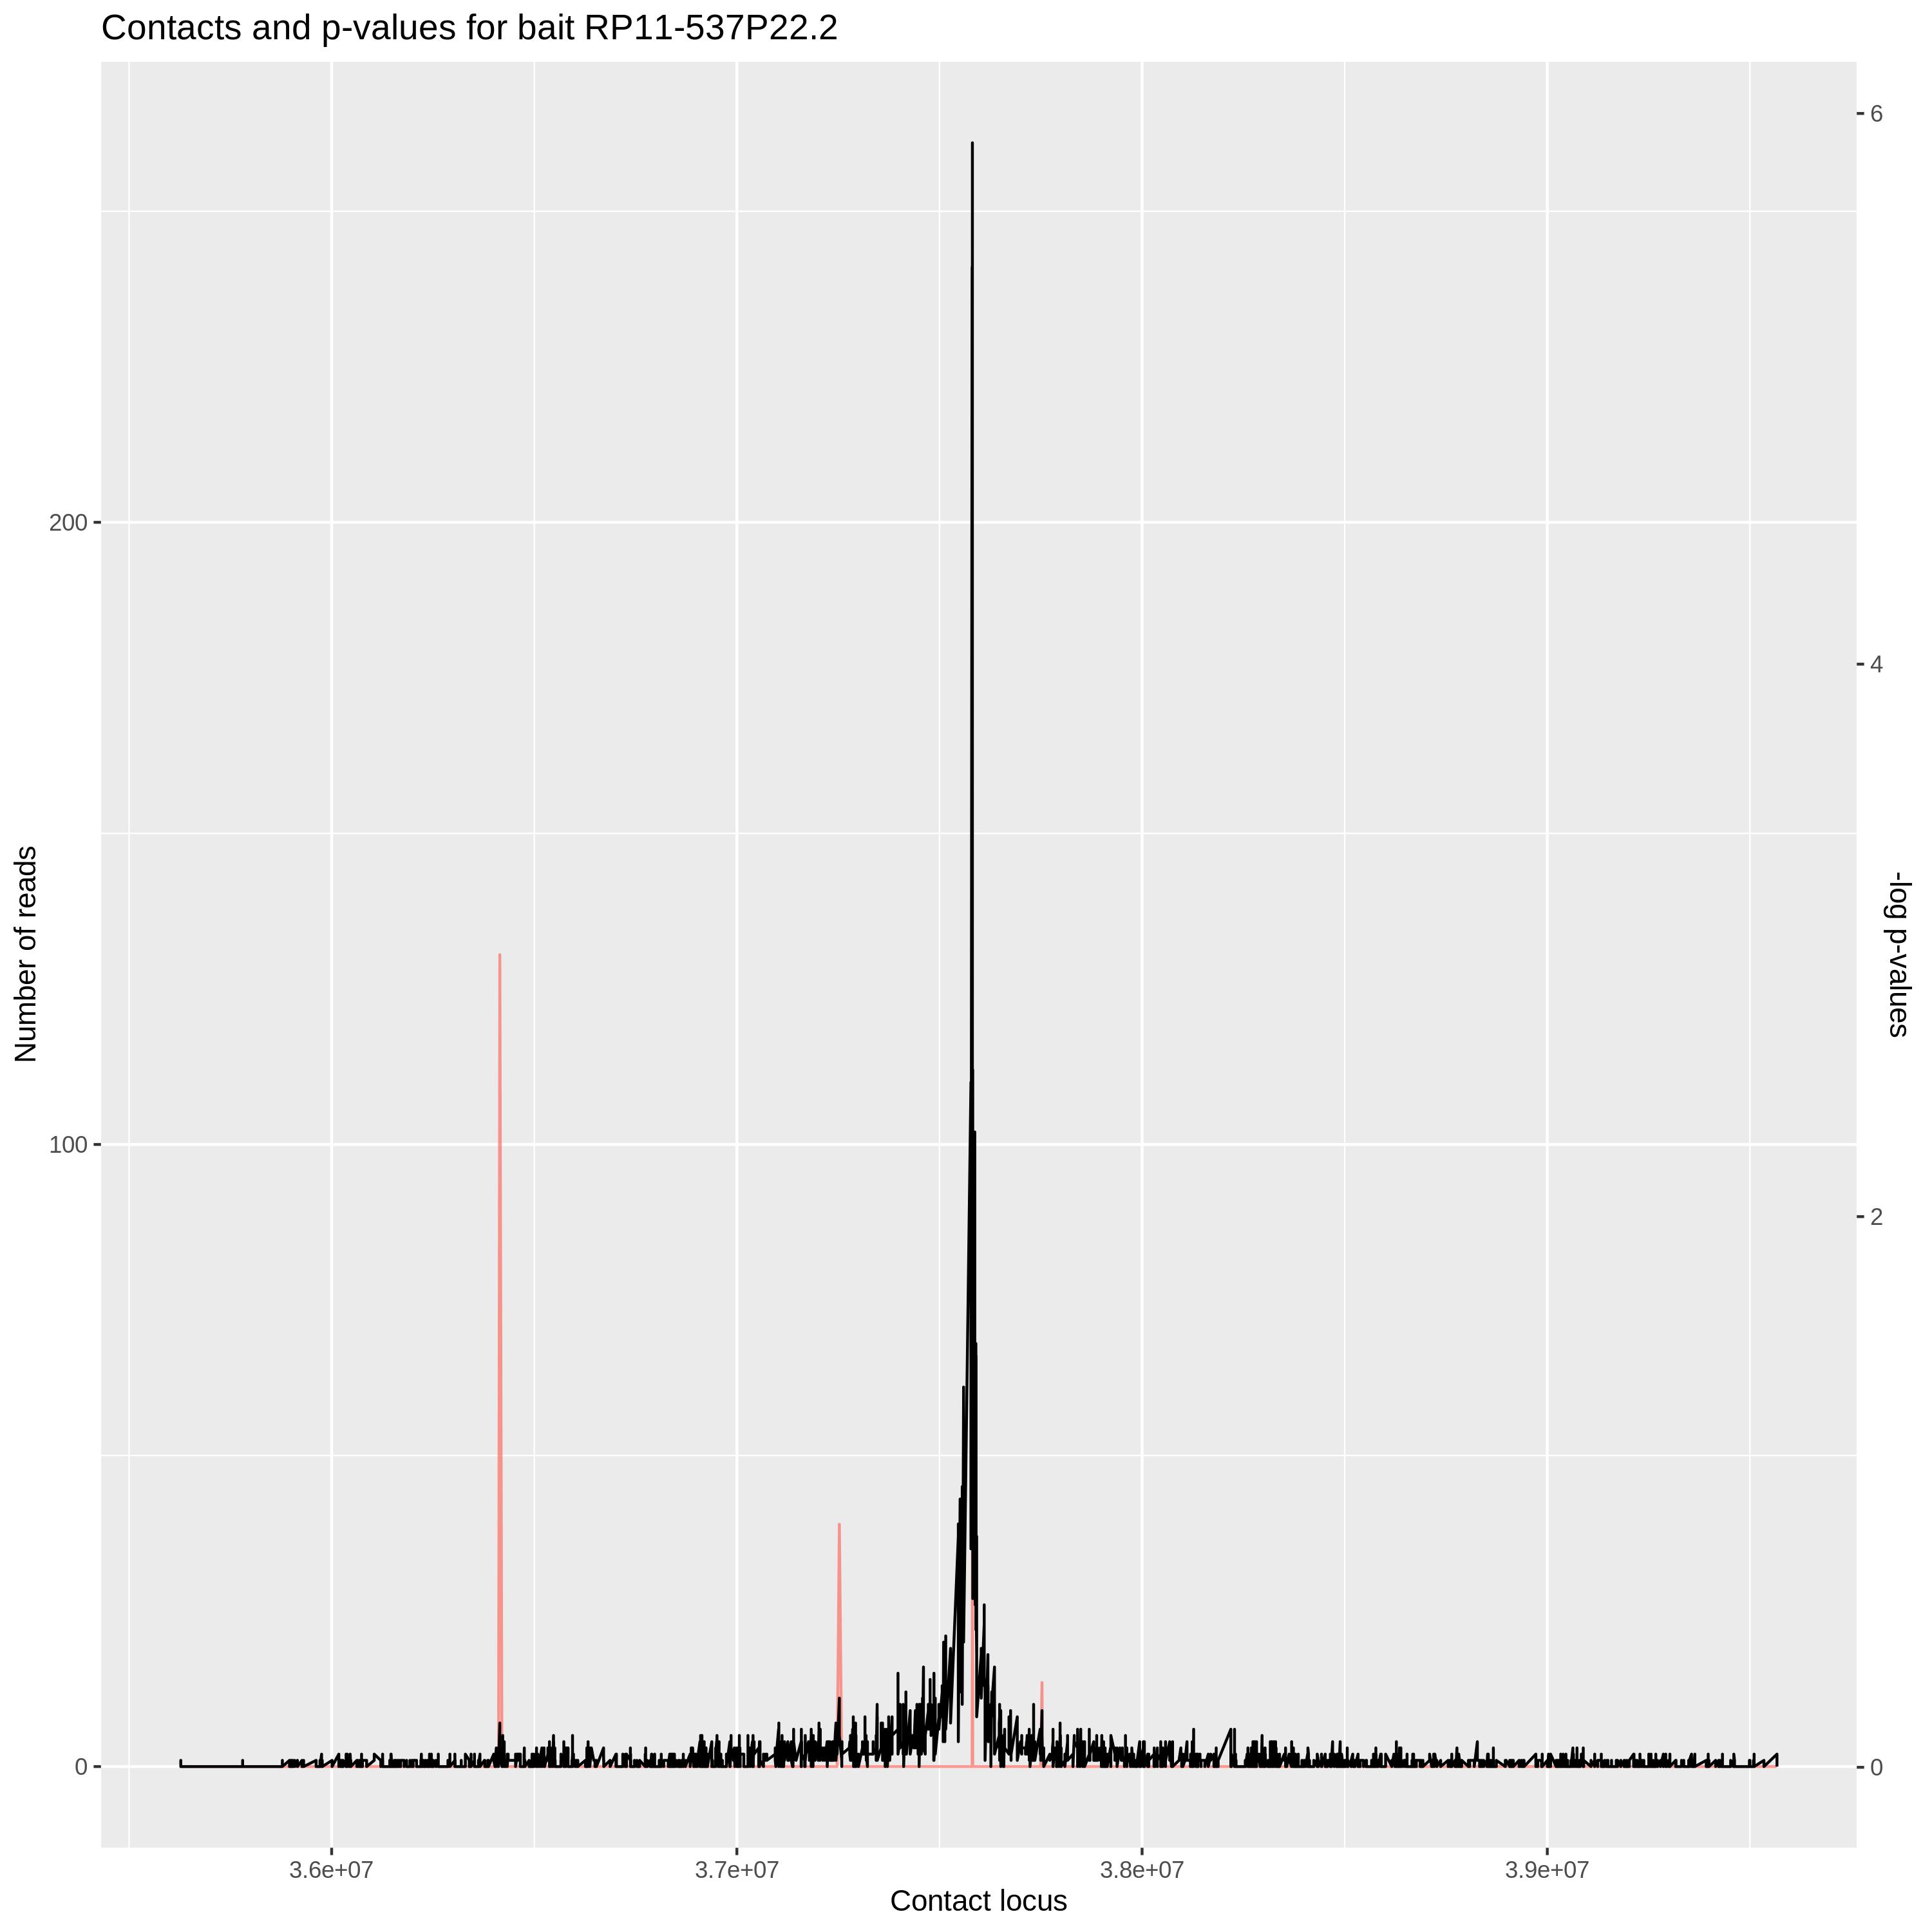 Contacts and p-values for bait RP11-537P22.2
Number of reads
200
100
0
6
4
2
0
-log p-values
3.6e+07 3.7e+07 3.8e+07 3.9e+07
Contact locus